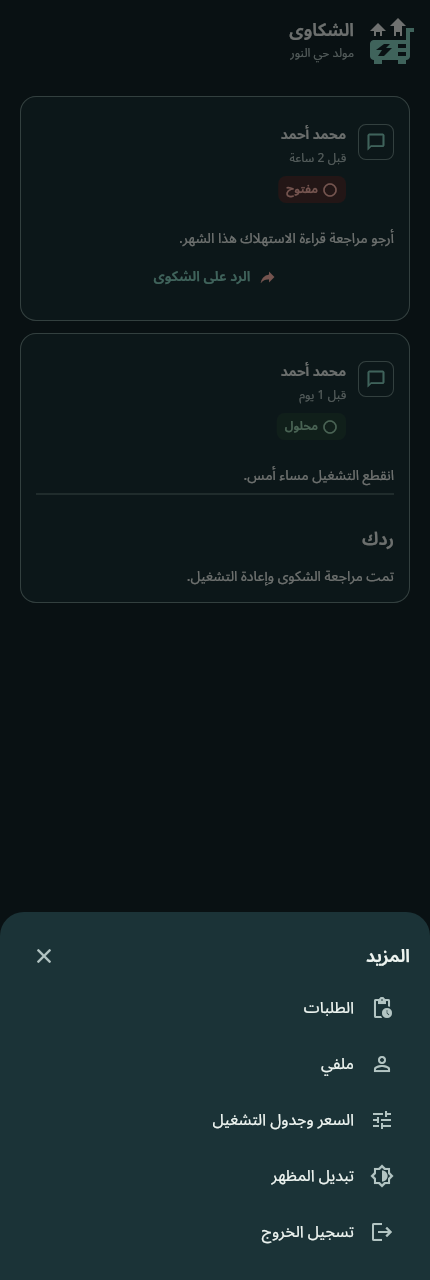 الشكاوى
مولد حي النور
محمد أحمد
قبل 2 ساعة
مفتوح
أرجو مراجعة قراءة الاستهلاك هذا الشهر.
الرد على الشكوى
محمد أحمد
قبل 1 يوم
محلول
انقطع التشغيل مساء أمس.
ردك
تمت مراجعة الشكوى وإعادة التشغيل.
المزيد
الطلبات
ملفي
السعر وجدول التشغيل
تبديل المظهر
تسجيل الخروج